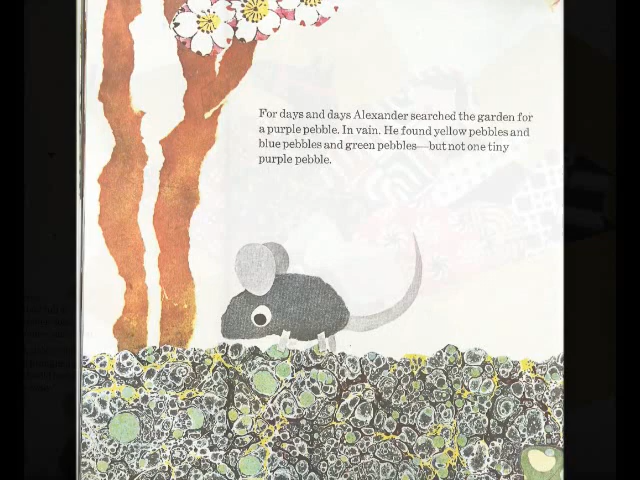 For days and days Alexander searched the garden for
a purple pebble. In vain. He found yellow pebbles and
blue pebbles and green pebbles—but not one tiny
purple pebble.